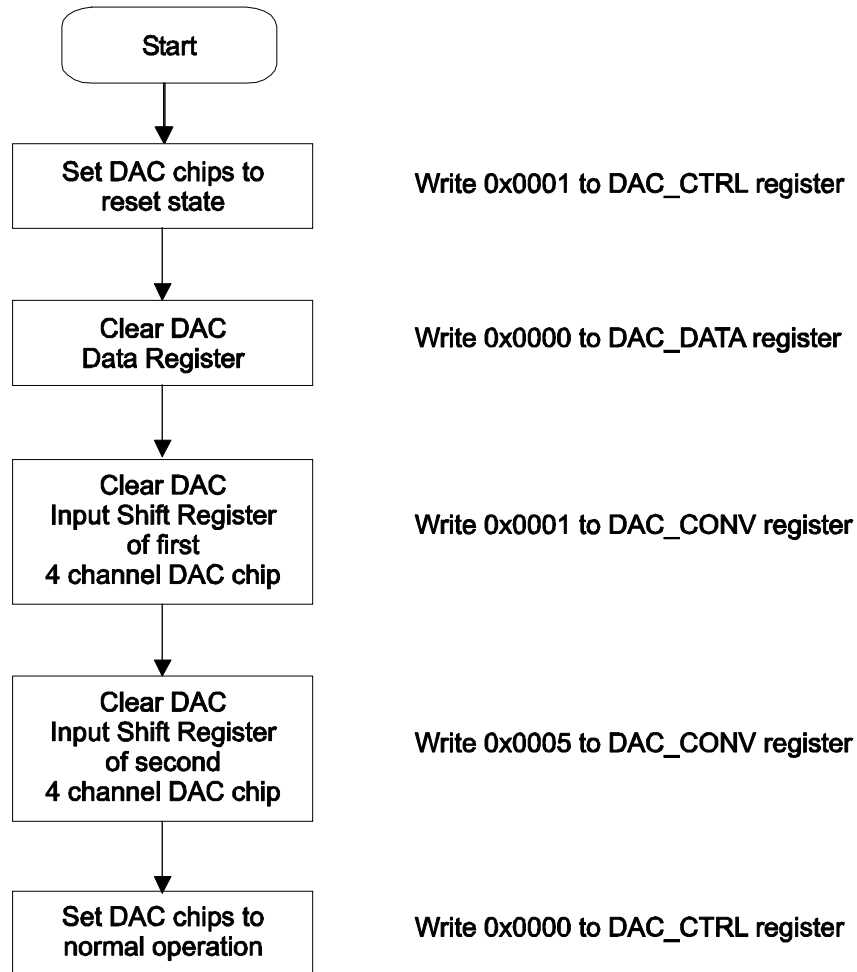 Start
Set DAC chips to
reset state
Write 0x0001 to DAC_CTRL register
Clear DAC
Data Register
Write 0x0000 to DAC_DATA register
Clear DAC
Input Shift Register
of first
4 channel DAC chip
Write 0x0001 to DAC_CONV register
Clear DAC
Input Shift Register
of second
4 channel DAC chip
Write 0x0005 to DAC_CONV register
Set DAC chips to
normal operation
Write 0x0000 to DAC_CTRL register